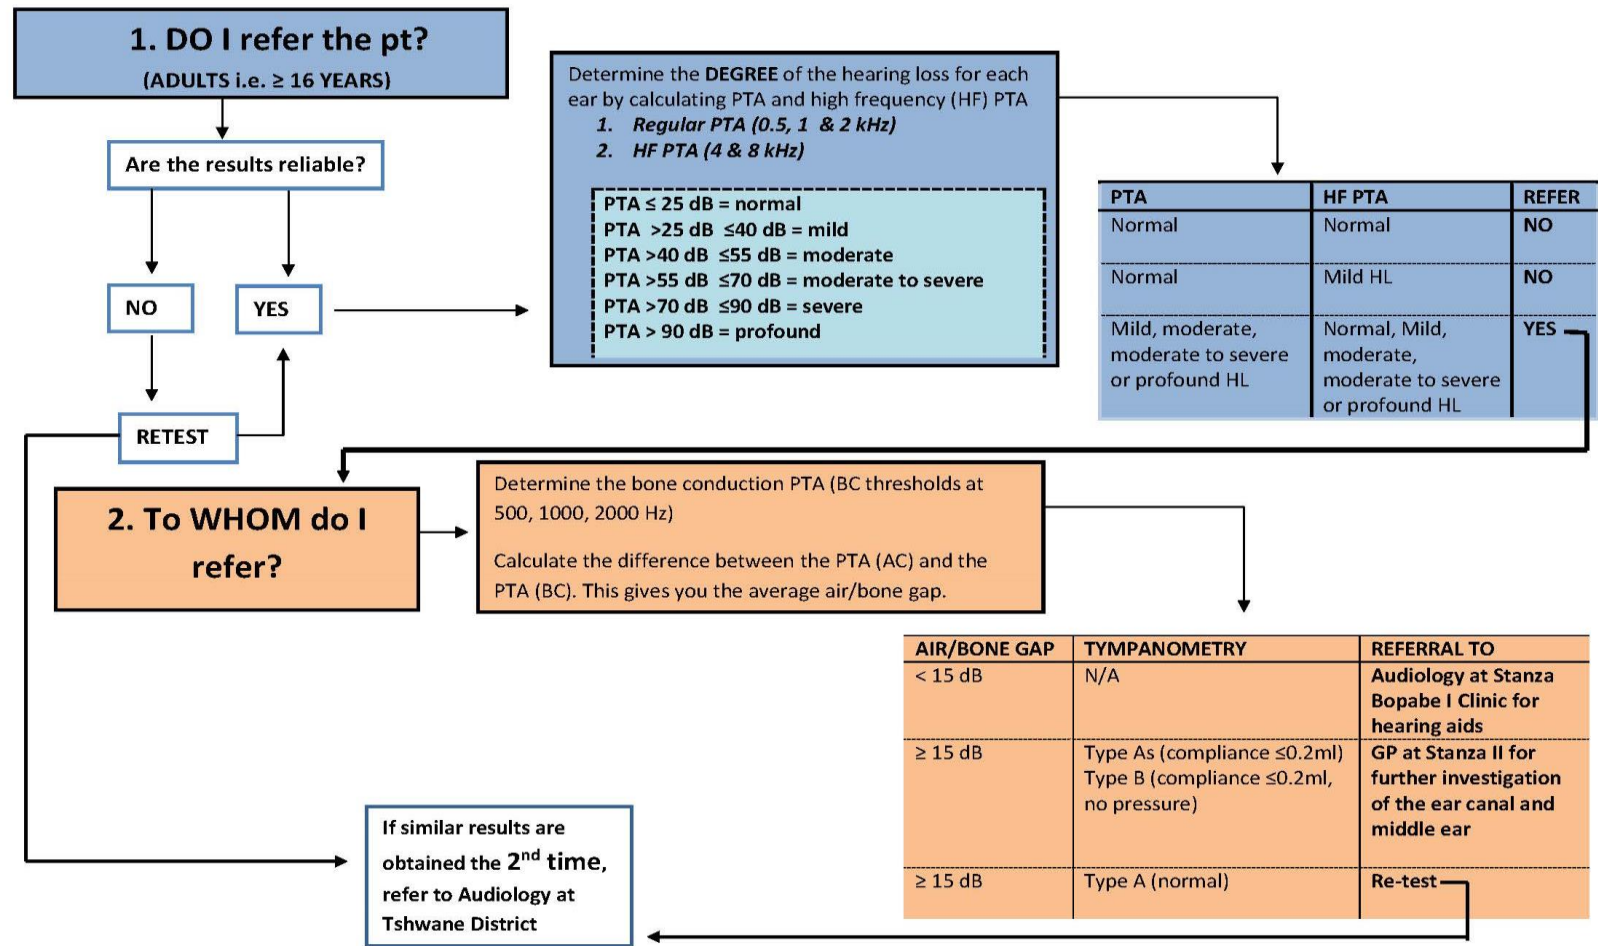 1. DO I refer the pt?
(ADULTS i.e. ≥ 16 YEARS)
Are the results reliable?
NO
YES
RETEST
Determine the DEGREE of the hearing loss for each
ear by calculating PTA and high frequency (HF) PTA
1. Regular PTA (0.5, 1 & 2 kHz)
2. HF PTA (4 & 8 kHz)
PTA ≤ 25 dB = normal
PTA >25 dB ≤40 dB = mild
PTA >40 dB ≤55 dB = moderate
PTA >55 dB ≤70 dB = moderate to severe
PTA >70 dB ≤90 dB = severe
PTA > 90 dB = profound
PTA HF PTA REFER
Normal Normal NO
Normal Mild HL NO
Mild, moderate, Normal, Mild, YES
moderate to severe moderate,
or profound HL moderate to severe
or profound HL
2. To WHOM do I
refer?
Determine the bone conduction PTA (BC thresholds at
500, 1000, 2000 Hz)
Calculate the difference between the PTA (AC) and the
PTA (BC). This gives you the average air/bone gap.
AIR/BONE GAP TYMPANOMETRY REFERRAL TO
< 15 dB N/A Audiology at Stanza
Bopabe I Clinic for
hearing aids
≥ 15 dB Type As (compliance ≤0.2ml) GP at Stanza II for
Type B (compliance ≤0.2ml, further investigation
no pressure) of the ear canal and
middle ear
≥ 15 dB Type A (normal) Re-test
If similar results are
obtained the 2nd time,
refer to Audiology at
Tshwane District